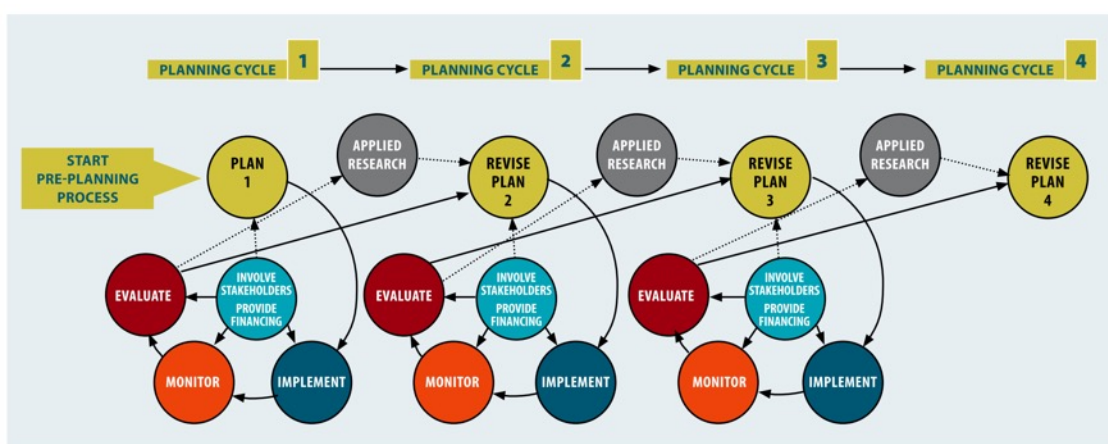 PLANNING CYCLE 1
PLANNING CYCLE 2
PLANNING CYCLE 3
PLANNING CYCLE 4
START
PRE-PLANNING
PROCESS
PLAN
1
APPLIED
RESEARCH
REVISE
PLAN
2
APPLIED
RESEARCH
REVISE
PLAN
3
APPLIED
RESEARCH
REVISE
PLAN
4
EVALUATE
INVOLVE
STAKEHOLDERS
PROVIDE
FINANCING
MONITOR
IMPLEMENT
EVALUATE
INVOLVE
STAKEHOLDERS
PROVIDE
FINANCING
MONITOR
IMPLEMENT
EVALUATE
INVOLVE
STAKEHOLDERS
PROVIDE
FINANCING
MONITOR
IMPLEMENT